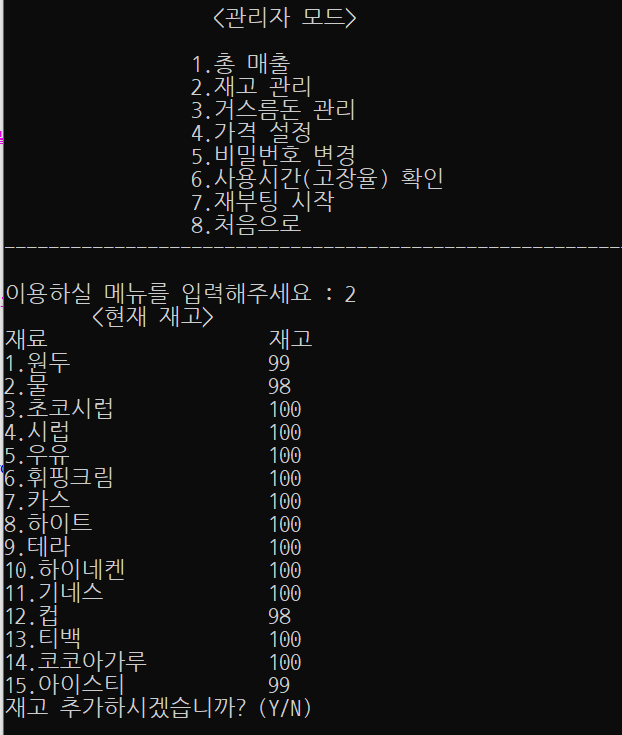 <관리자 모드>
1.총 매출
2.재고 관리
3.거스름돈 관리
4.가격 설정
5.비밀번호 변경
6.사용시간(고장율) 확인
7.재부팅 시작
8.처음으로
--------------------------------------------------------
이용하실 메뉴를 입력해주세요 : 2
<현재 재고>
재료 재고
1.원두 99
2.물 98
3.초코시럽 100
4.시럽 100
5.우유 100
6.휘핑크림 100
7.카스 100
8.하이트 100
9.테라 100
10.하이네켄 100
11.기네스 100
12.컵 98
13.티백 100
14.코코아가루 100
15.아이스티 99
재고 추가하시겠습니까? (Y/N)